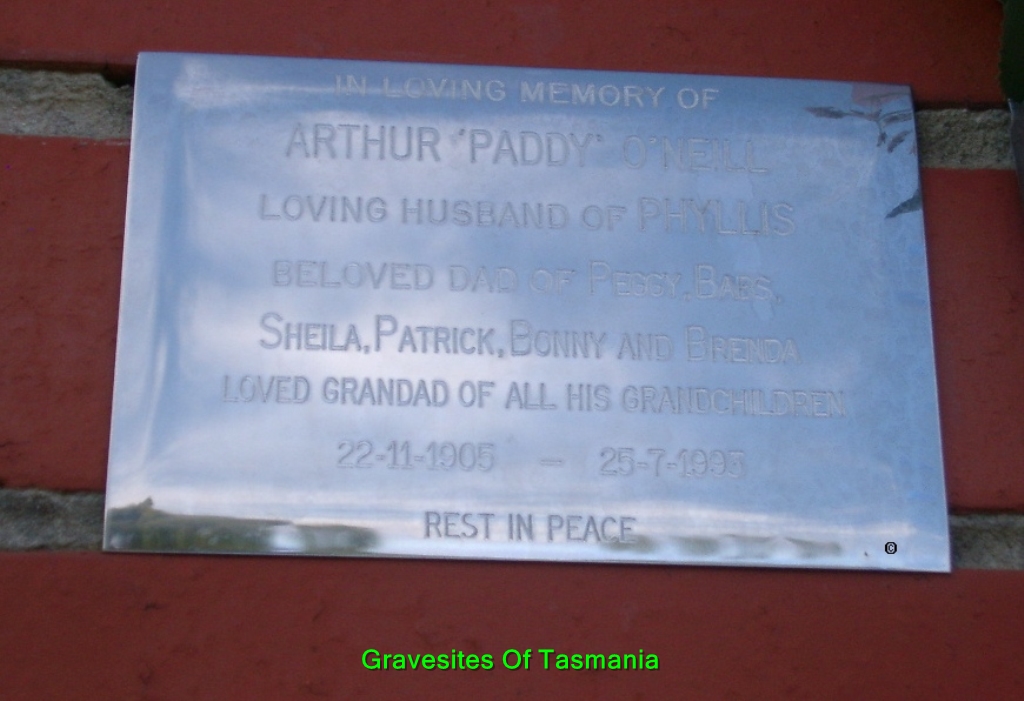 IN LOVING MEMORY OF
ARTHUR 'PADDY' O'NEILL
LOVING HUSBAND OF PHYLLIS
BELOVED DAD OF PEGGY, BABS,
SHEILA, PATRICK, BONNY AND BRENDA
LOVED GRANDAD OF ALL HIS GRANDCHILDREN
22-11-1905 — 25-7-1993
REST IN PEACE
©
Gravesites Of Tasmania